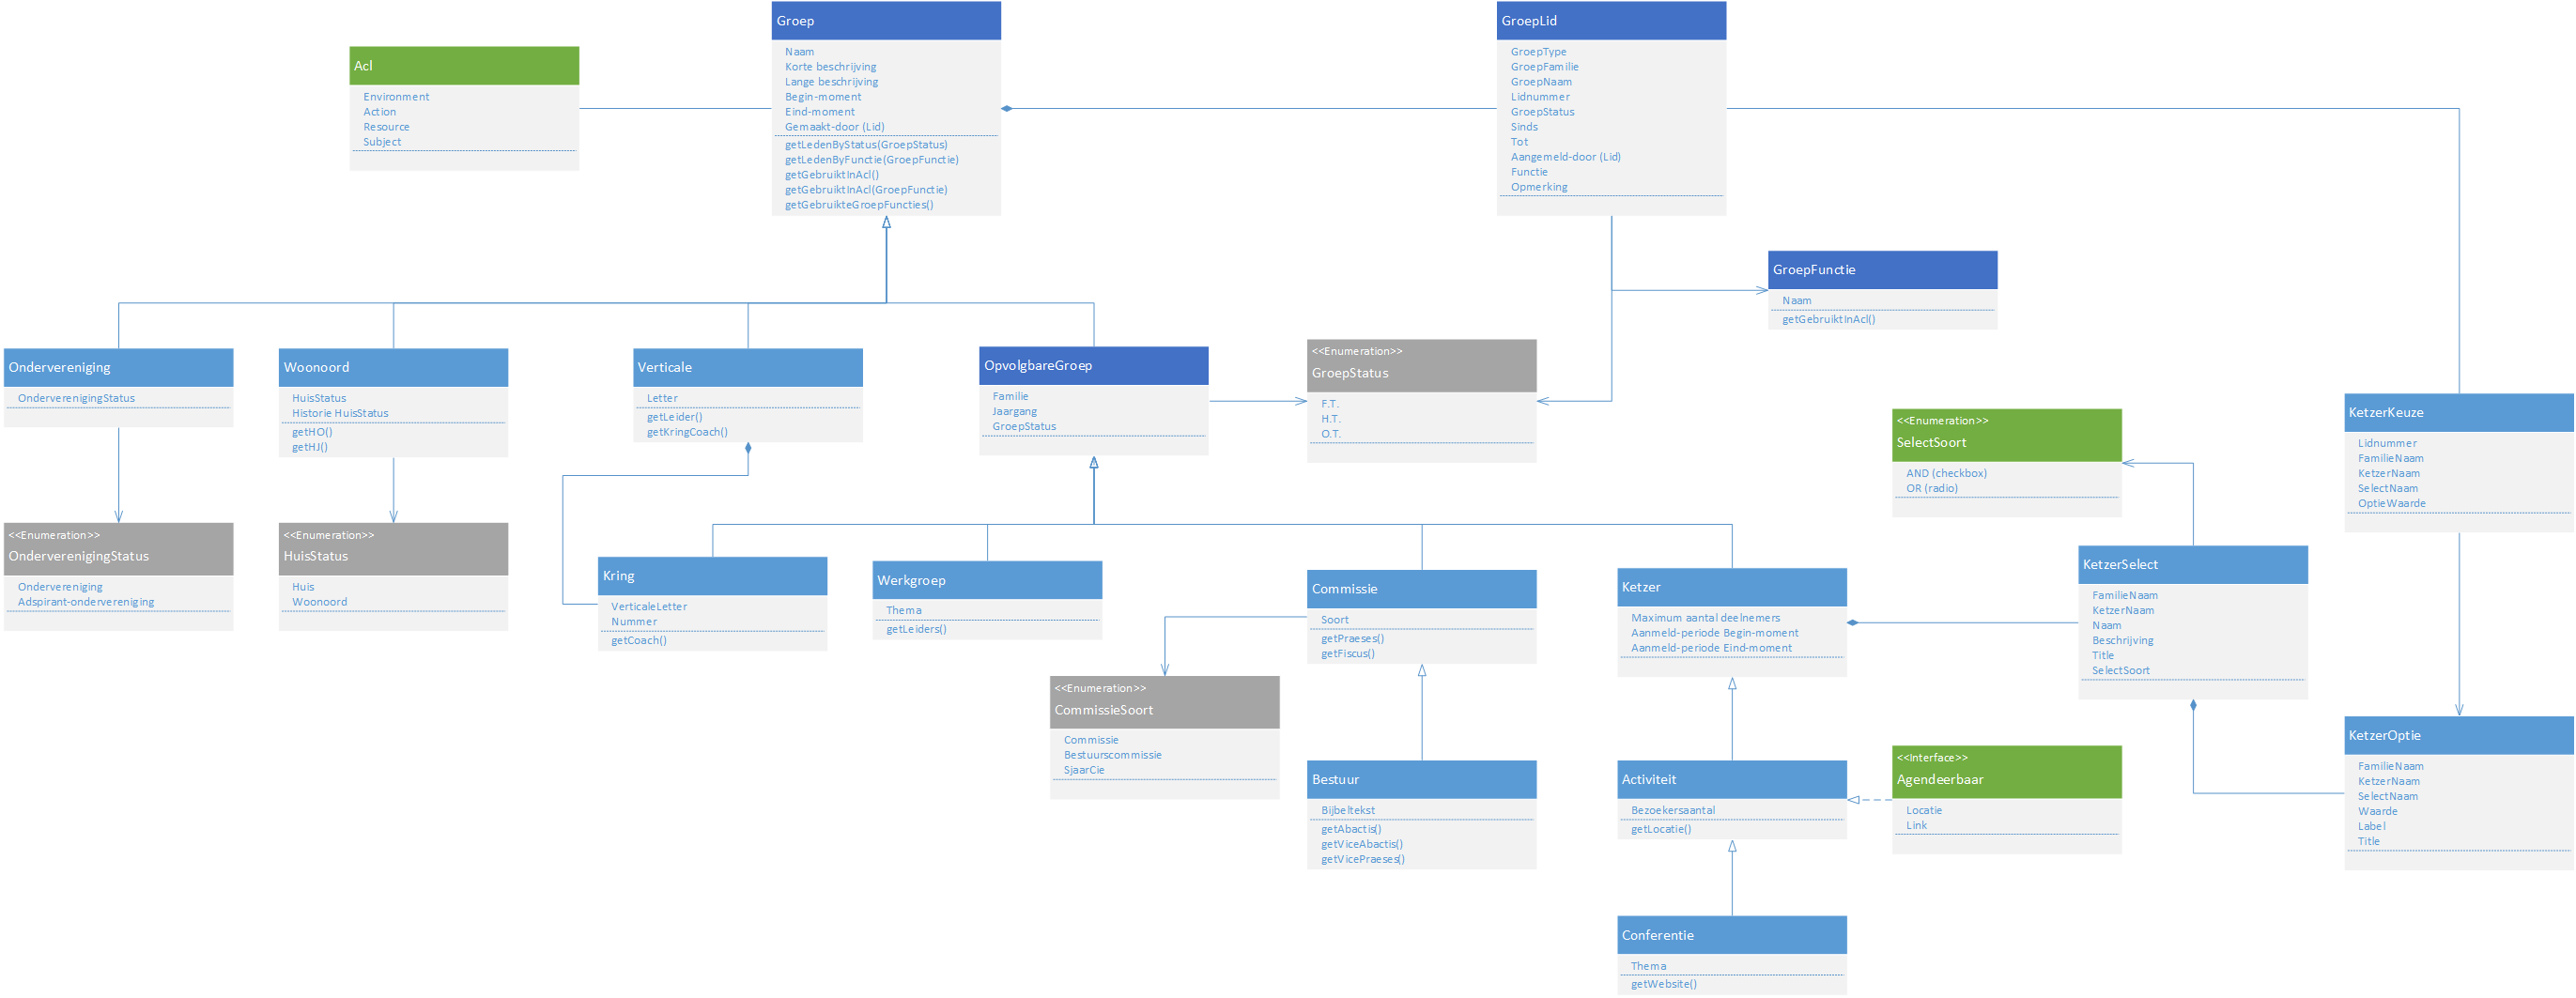 Groep
Naam
Korte beschrijving
Lange beschrijving
Begin-moment
Eind-moment
Gemaakt-door (Lid)
getLedenByStatus(GroepStatus)
getLedenByFunctie(GroepFunctie)
getGebruiktInAcl()
getGebruiktInAcl(GroepFunctie)
getGebruikteGroepFuncties()
GroepLid
GroepType
GroepFamilie
GroepNaam
Lidnummer
GroepStatus
Sinds
Tot
Aangemeld-door (Lid)
Functie
Opmerking
Acl
Environment
Action
Resource
Subject
GroepFunctie
Naam
getGebruiktInAcl()
Ondervereniging
OnderverenigingStatus
Woonoord
HuisStatus
Historie HuisStatus
getHO()
getHJ()
Verticale
Letter
getLeider()
getKringCoach()
OpvolgbareGroep
Familie
Jaargang
GroepStatus
<<Enumeration>>
GroepStatus
F.T.
H.T.
O.T.
<<Enumeration>>
SelectSoort
AND (checkbox)
OR (radio)
KetzerKeuze
Lidnummer
FamilieNaam
KetzerNaam
SelectNaam
OptieWaarde
<<Enumeration>>
OnderverenigingStatus
Ondervereniging
Adspirant-ondervereniging
<<Enumeration>>
HuisStatus
Huis
Woonoord
Kring
VerticaleLetter
Nummer
getCoach()
Werkgroep
Thema
getLeiders()
Commissie
Soort
getPraeses()
getFiscus()
Ketzer
Maximum aantal deelnemers
Aanmeld-periode Begin-moment
Aanmeld-periode Eind-moment
KetzerSelect
FamilieNaam
KetzerNaam
Naam
Beschrijving
Title
SelectSoort
<<Enumeration>>
CommissieSoort
Commissie
Bestuurscommissie
SjaarCie
Bestuur
Bijbeltekst
getAbactis()
getViceAbactis()
getVicePraeses()
Activiteit
Bezoekersaantal
getLocatie()
<<Interface>>
Agendeerbaar
Locatie
Link
KetzerOptie
FamilieNaam
KetzerNaam
SelectNaam
Waarde
Label
Title
Conferentie
Thema
getWebsite()